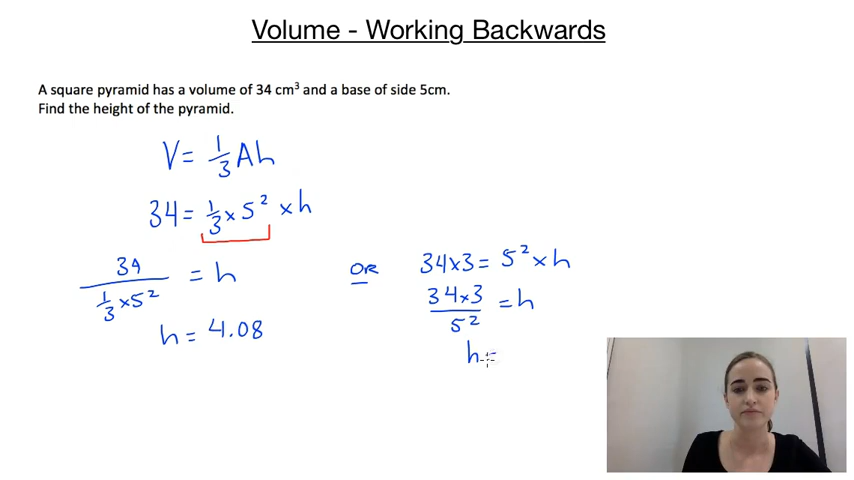 Volume - Working Backwards
A square pyramid has a volume of 34 cm³ and a base of side 5cm.
Find the height of the pyramid.
V = 1/3 Ah
34 = 1/3 × 5² × h
34 / (1/3 × 5²) = h
h = 4.08
OR
34×3 = 5² × h
(34×3) / 5² = h
h =